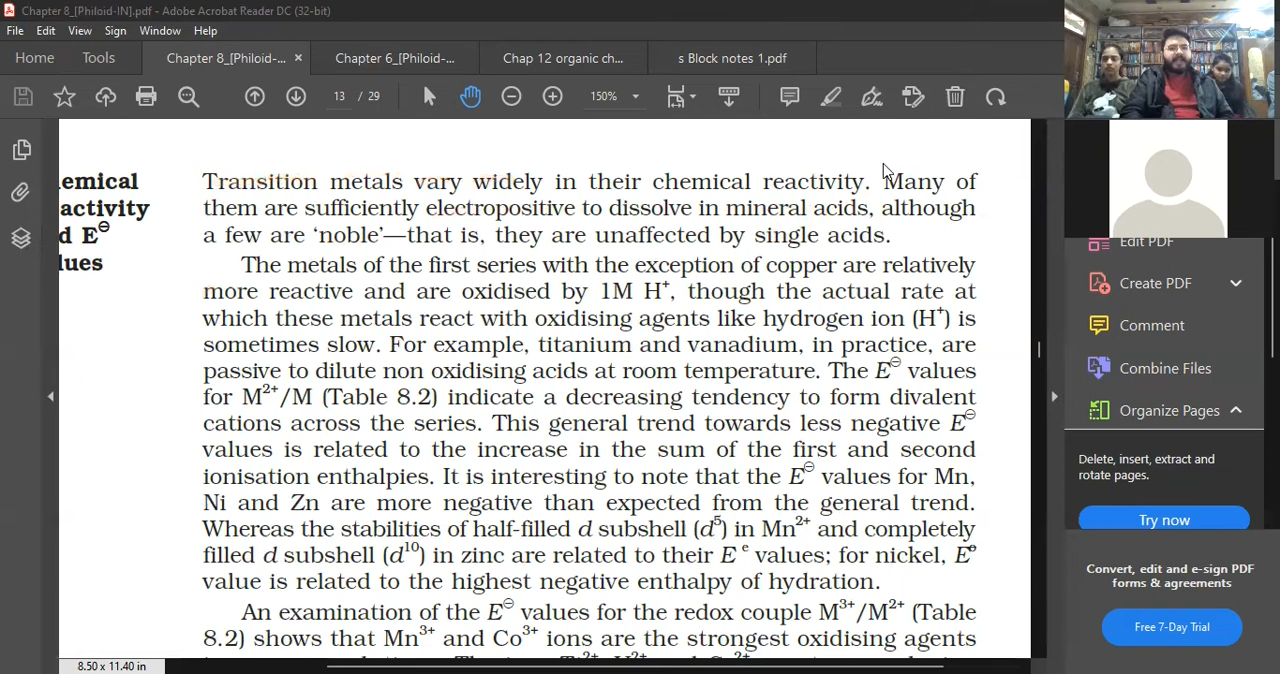 Chapter 8_[Philoid-IN].pdf - Adobe Acrobat Reader DC (32-bit)
File Edit View Sign Window Help
Home Tools Chapter 8_[Philoid-... × Chapter 6_[Philoid-... Chap 12 organic ch... s Block notes 1.pdf
13 / 29 150%
emical
activity
d E⊖
lues
Transition metals vary widely in their chemical reactivity. Many of
them are sufficiently electropositive to dissolve in mineral acids, although
a few are ‘noble’—that is, they are unaffected by single acids.
The metals of the first series with the exception of copper are relatively
more reactive and are oxidised by 1M H⁺, though the actual rate at
which these metals react with oxidising agents like hydrogen ion (H⁺) is
sometimes slow. For example, titanium and vanadium, in practice, are
passive to dilute non oxidising acids at room temperature. The E⊖ values
for M²⁺/M (Table 8.2) indicate a decreasing tendency to form divalent
cations across the series. This general trend towards less negative E⊖
values is related to the increase in the sum of the first and second
ionisation enthalpies. It is interesting to note that the E⊖ values for Mn,
Ni and Zn are more negative than expected from the general trend.
Whereas the stabilities of half-filled d subshell (d⁵) in Mn²⁺ and completely
filled d subshell (d¹⁰) in zinc are related to their E ᵉ values; for nickel, E⊖
value is related to the highest negative enthalpy of hydration.
An examination of the E⊖ values for the redox couple M³⁺/M²⁺ (Table
8.2) shows that Mn³⁺ and Co³⁺ ions are the strongest oxidising agents
8.50 x 11.40 in
Edit PDF
Create PDF
Comment
Combine Files
Organize Pages
Delete, insert, extract and
rotate pages.
Try now
Convert, edit and e-sign PDF
forms & agreements
Free 7-Day Trial